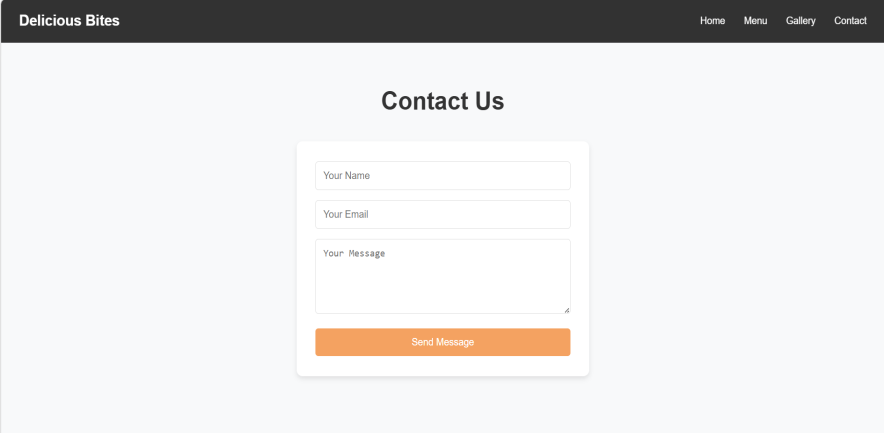 Delicious Bites
Home Menu Gallery Contact
Contact Us
Your Name
Your Email
Your Message
Send Message